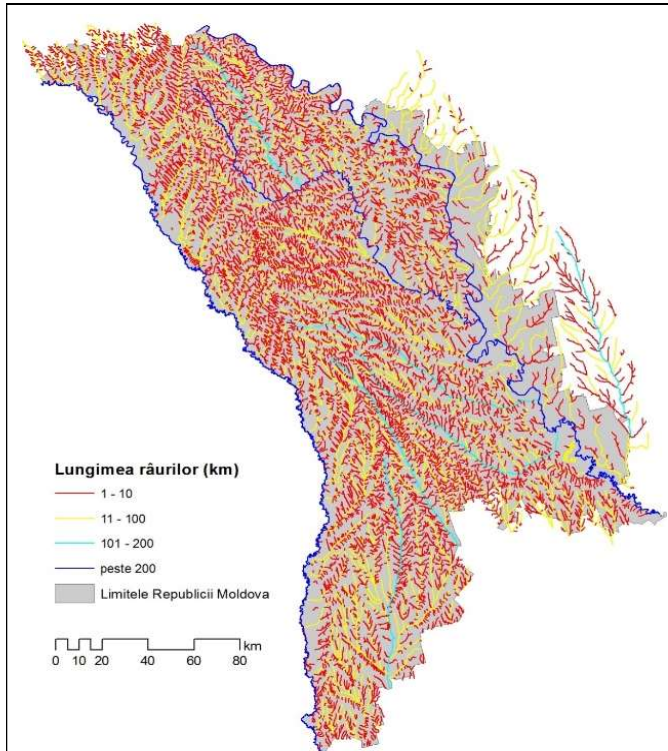 Lungimea râurilor (km)
1 - 10
11 - 100
101 - 200
peste 200
Limitele Republicii Moldova
km
0 10 20 40 60 80